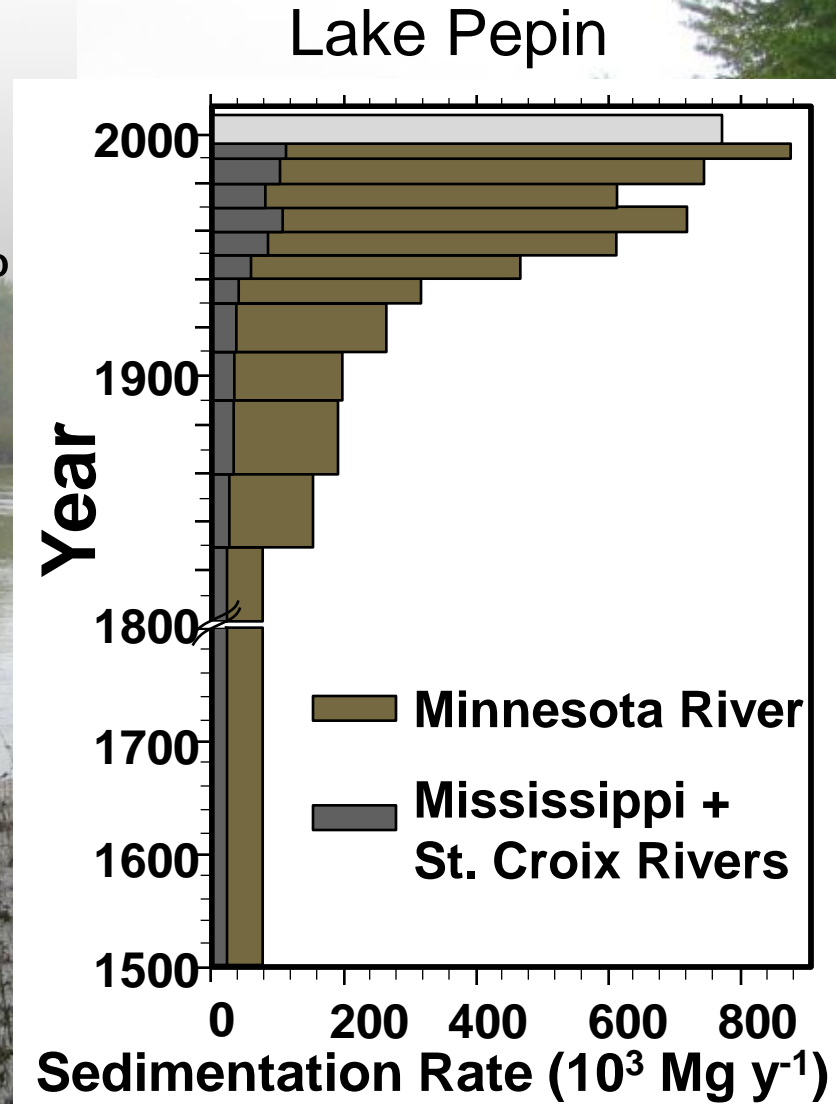 Lake Pepin
2000
1900
1800
1700
1600
1500
Year
Minnesota River
Mississippi +
St. Croix Rivers
0 200 400 600 800
Sedimentation Rate (10³ Mg y⁻¹)